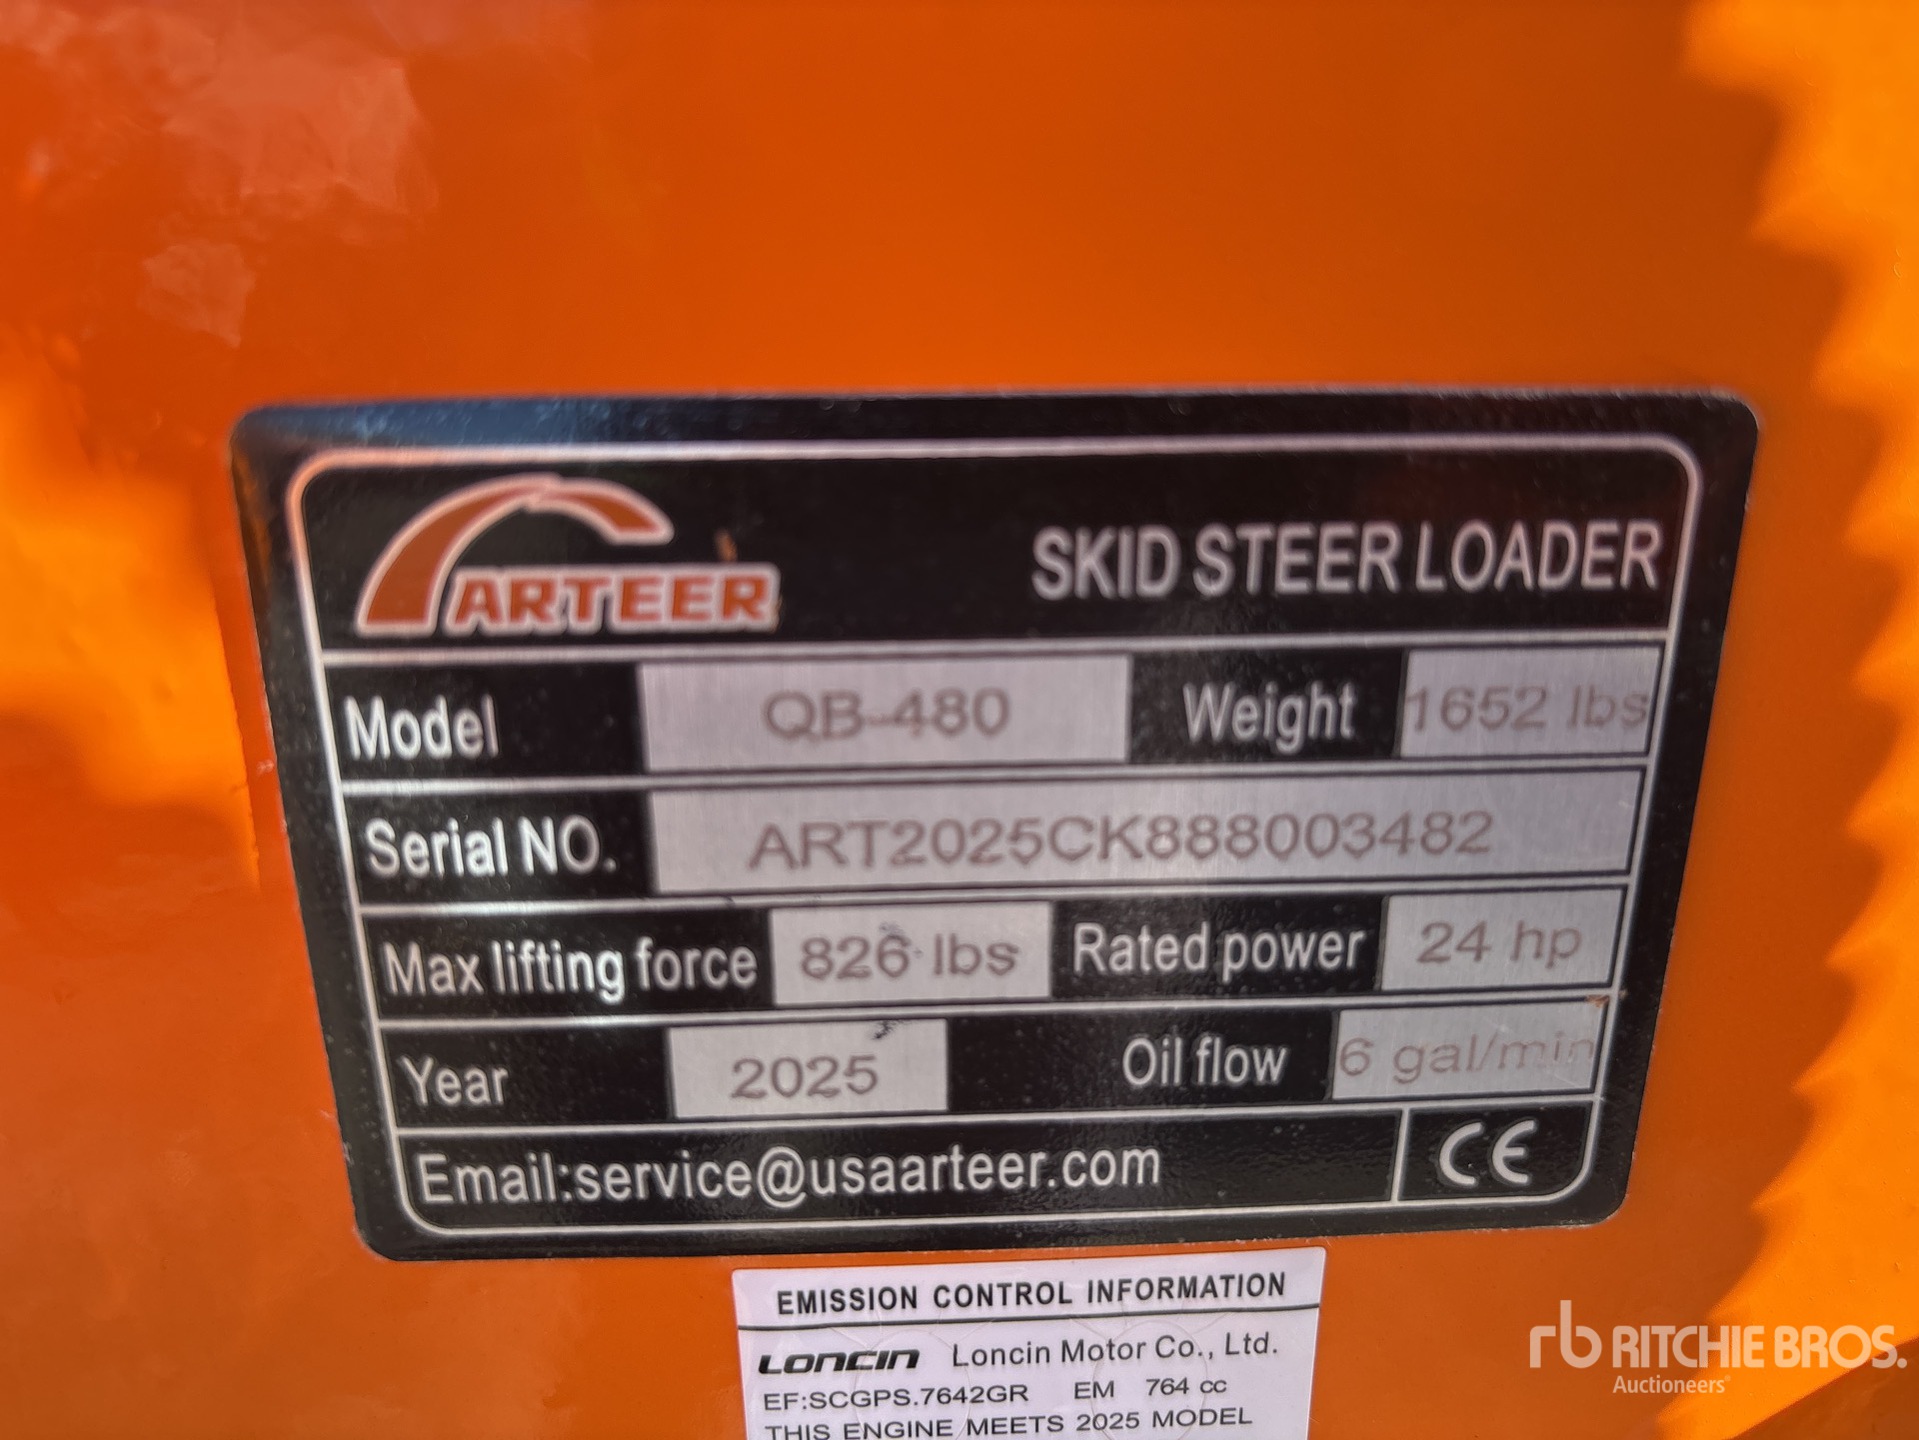 ARTEER
SKID STEER LOADER
Model QB-480 Weight 1652 lbs
Serial NO. ART2025CK888003482
Max lifting force 826 lbs Rated power 24 hp
Year 2025 Oil flow 6 gal/min
Email:service@usaarteer.com CE
EMISSION CONTROL INFORMATION
LONCIN Loncin Motor Co., Ltd.
EF:SCGPS.7642GR EM 764 cc
THIS ENGINE MEETS 2025 MODEL
rb RITCHIE BROS.
Auctioneers